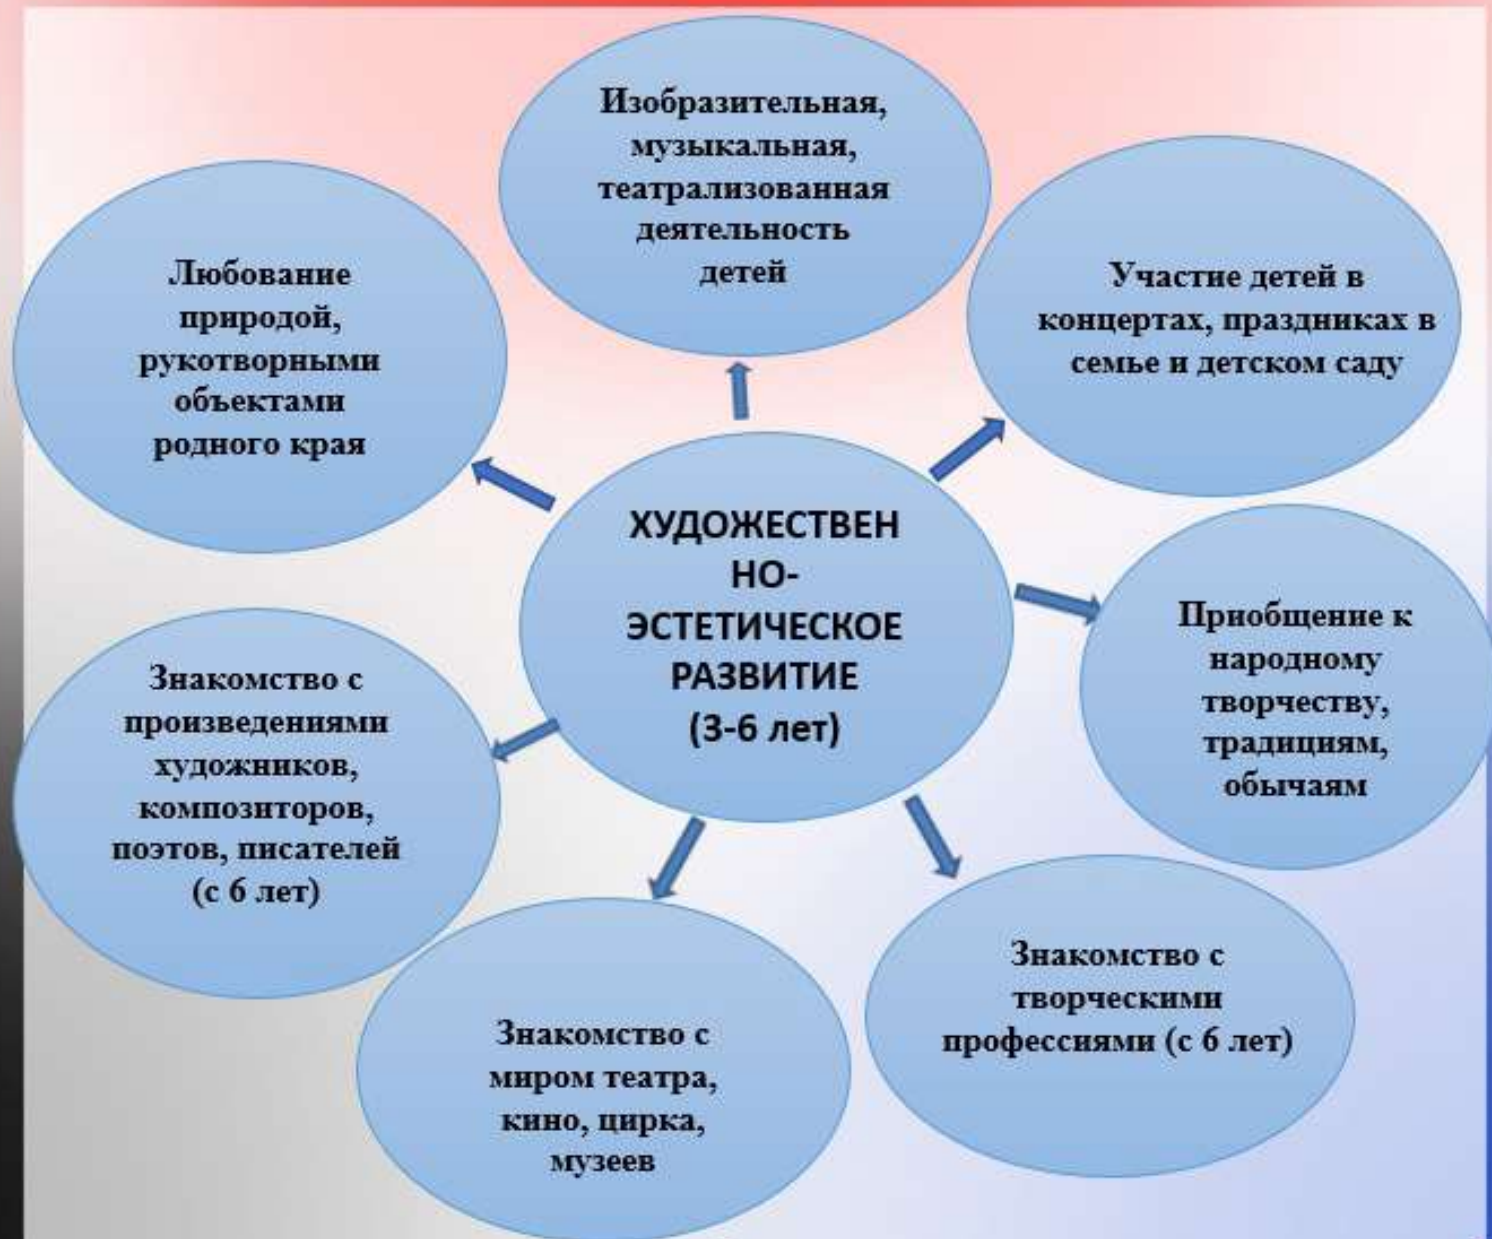 Изобразительная,
музыкальная,
театрализованная
деятельность
детей
Любование
природой,
рукотворными
объектами
родного края
Участие детей в
концертах, праздниках в
семье и детском саду
ХУДОЖЕСТВЕН
НО-
ЭСТЕТИЧЕСКОЕ
РАЗВИТИЕ
(3-6 лет)
Приобщение к
народному
творчеству,
традициям,
обычаям
Знакомство с
произведениями
художников,
композиторов,
поэтов, писателей
(с 6 лет)
Знакомство с
творческими
профессиями (с 6 лет)
Знакомство с
миром театра,
кино, цирка,
музеев